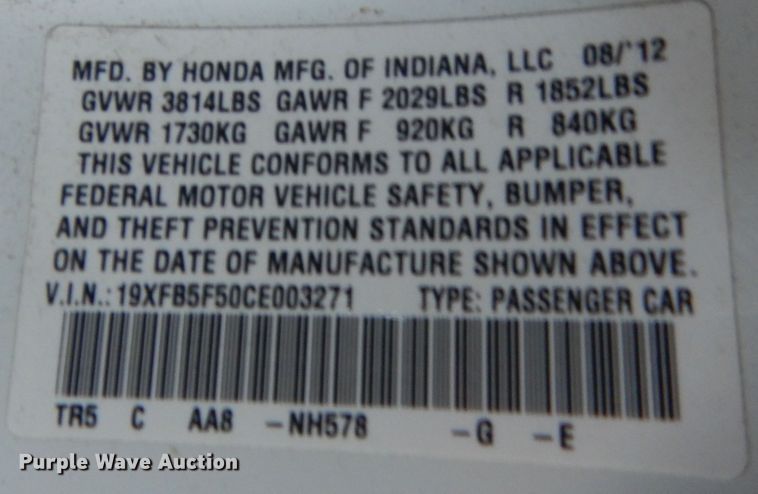 MFD. BY HONDA MFG. OF INDIANA, LLC 08/'12
GVWR 3814LBS GAWR F 2029LBS R 1852LBS
GVWR 1730KG GAWR F 920KG R 840KG
THIS VEHICLE CONFORMS TO ALL APPLICABLE
FEDERAL MOTOR VEHICLE SAFETY, BUMPER,
AND THEFT PREVENTION STANDARDS IN EFFECT
ON THE DATE OF MANUFACTURE SHOWN ABOVE.
V.I.N.: 19XFB5F50CE003271 TYPE: PASSENGER CAR
TR5 C AA8 -NH578 -G -E
Purple Wave Auction